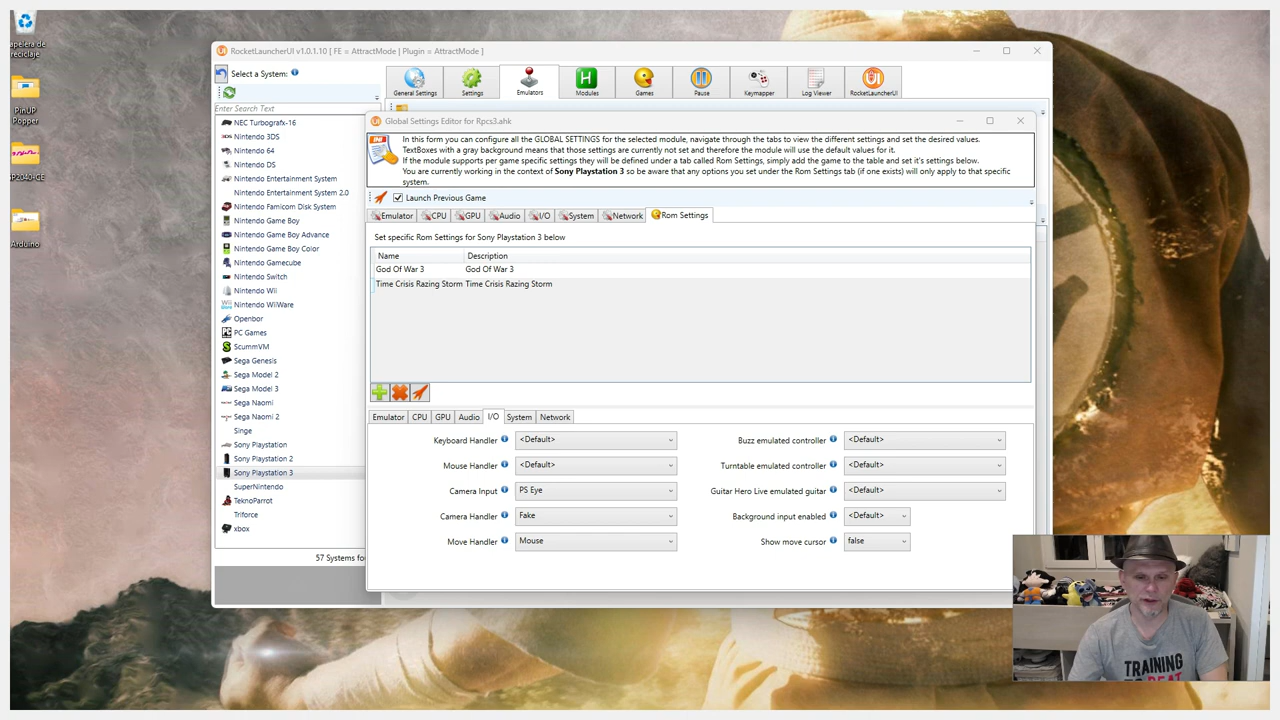 apelera de
reciclaje
PinUP
Popper
P2040-CE
Arduino
RocketLauncherUI v1.0.1.10 [ FE = AttractMode | Plugin = AttractMode ]
Select a System:
Enter Search Text
General Settings
Settings
Emulators
Modules
Games
Pause
Keymapper
Log Viewer
RocketLauncherUI
NEC Turbografx-16
Nintendo 3DS
Nintendo 64
Nintendo DS
Nintendo Entertainment System
Nintendo Entertainment System 2.0
Nintendo Famicom Disk System
Nintendo Game Boy
Nintendo Game Boy Advance
Nintendo Game Boy Color
Nintendo Gamecube
Nintendo Switch
Nintendo Wii
Nintendo WiiWare
Openbor
PC Games
ScummVM
Sega Genesis
Sega Model 2
Sega Model 3
Sega Naomi
Sega Naomi 2
Singe
Sony Playstation
Sony Playstation 2
Sony Playstation 3
SuperNintendo
TeknoParrot
Triforce
xbox
57 Systems fo
Global Settings Editor for Rpcs3.ahk
In this form you can configure all the GLOBAL SETTINGS for the selected module, navigate through the tabs to view the different settings and set the desired values.
TextBoxes with a gray background means that those settings are currently not set and therefore the module will use the default values for it.
If the module supports per game specific settings they will be defined under a tab called Rom Settings, simply add the game to the table and set it's settings below.
You are currently working in the context of Sony Playstation 3 so be aware that any options you set under the Rom Settings tab (if one exists) will only apply to that specific
system.
Launch Previous Game
Emulator CPU GPU Audio I/O System Network Rom Settings
Set specific Rom Settings for Sony Playstation 3 below
Name Description
God Of War 3 God Of War 3
Time Crisis Razing Storm Time Crisis Razing Storm
Emulator CPU GPU Audio I/O System Network
Keyboard Handler <Default> Buzz emulated controller <Default>
Mouse Handler <Default> Turntable emulated controller <Default>
Camera Input PS Eye Guitar Hero Live emulated guitar <Default>
Camera Handler Fake Background input enabled <Default>
Move Handler Mouse Show move cursor false
TRAINING